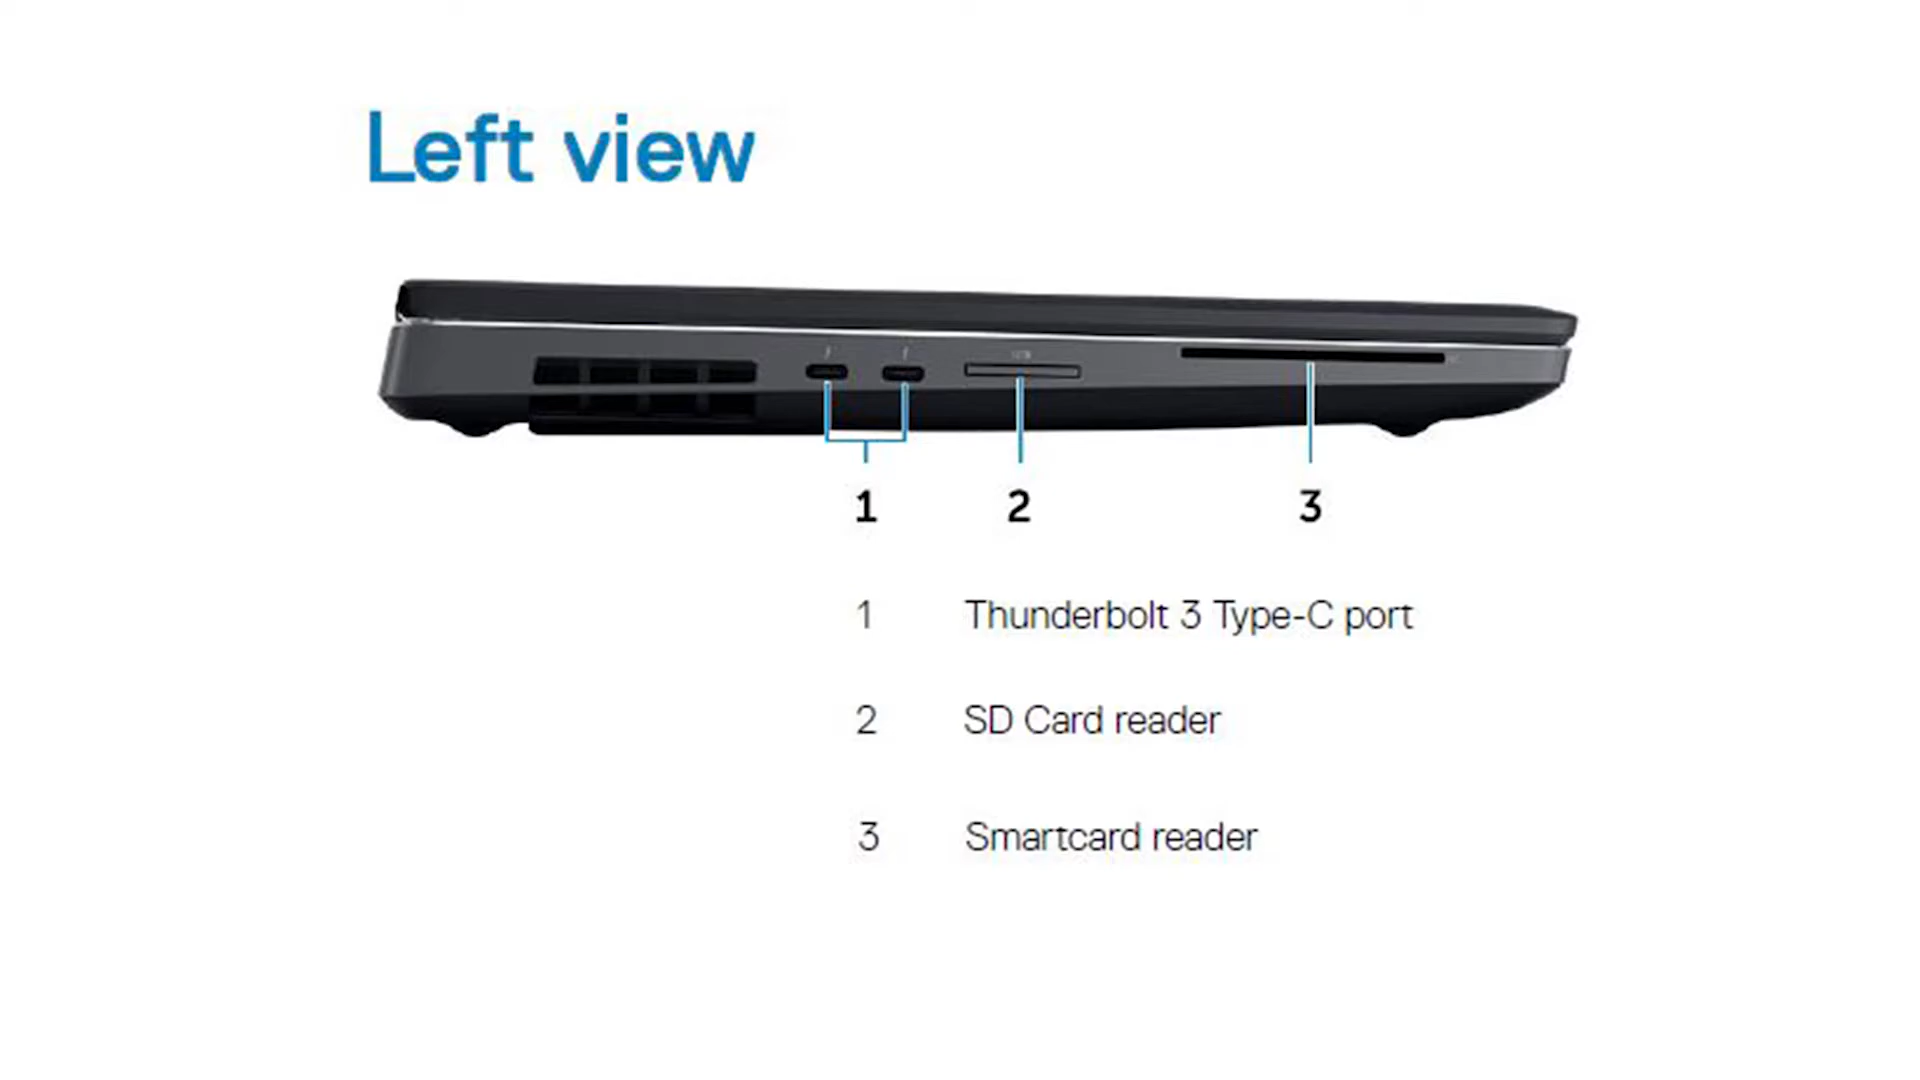 Left view
1 2 3
1 Thunderbolt 3 Type-C port
2 SD Card reader
3 Smartcard reader